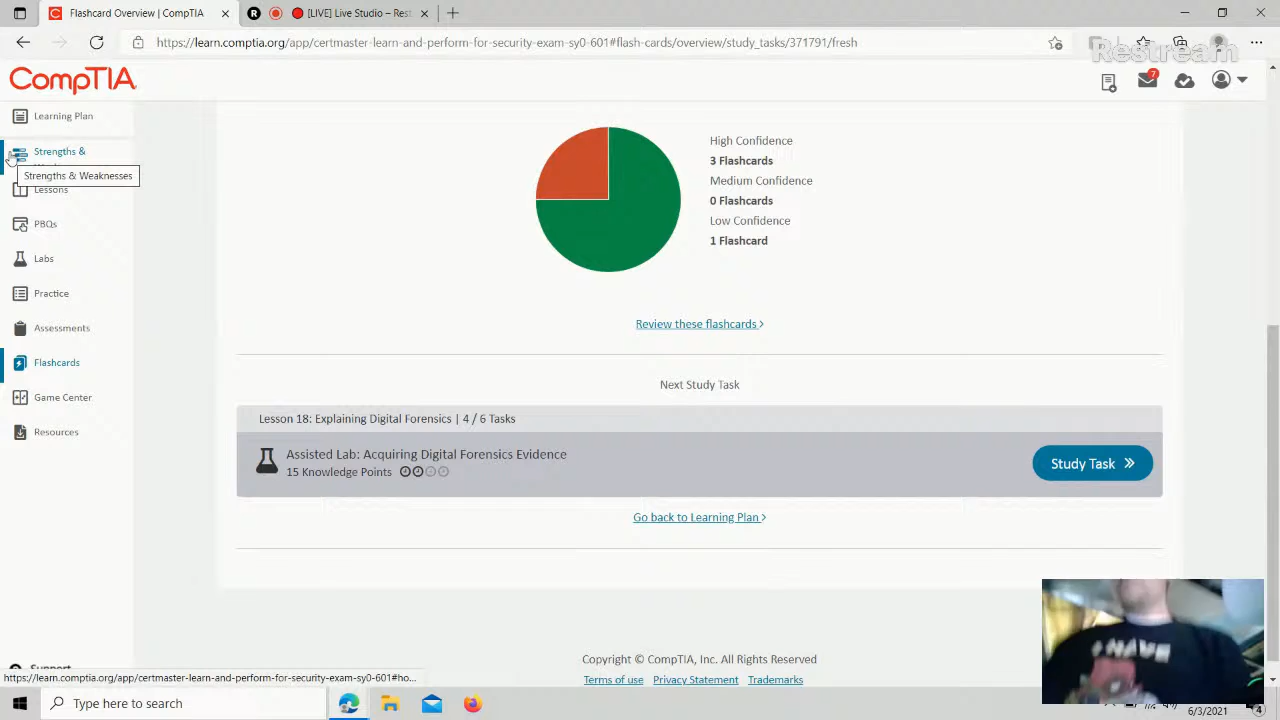 Flashcard Overview | CompTIA
[LIVE] Live Studio – Rest
https://learn.comptia.org/app/certmaster-learn-and-perform-for-security-exam-sy0-601#flash-cards/overview/study_tasks/371791/fresh
Restream
CompTIA
7
Learning Plan
Strengths &
Strengths & Weaknesses
Lessons
PBQs
Labs
Practice
Assessments
Flashcards
Game Center
Resources
High Confidence
3 Flashcards
Medium Confidence
0 Flashcards
Low Confidence
1 Flashcard
Review these flashcards >
Next Study Task
Lesson 18: Explaining Digital Forensics | 4 / 6 Tasks
Assisted Lab: Acquiring Digital Forensics Evidence
15 Knowledge Points
Study Task »
Go back to Learning Plan >
I HAVE
Copyright © CompTIA, Inc. All Rights Reserved
Terms of use Privacy Statement Trademarks
Support
https://learn.comptia.org/app/certmaster-learn-and-perform-for-security-exam-sy0-601#ho...
Type here to search
6/3/2021
4